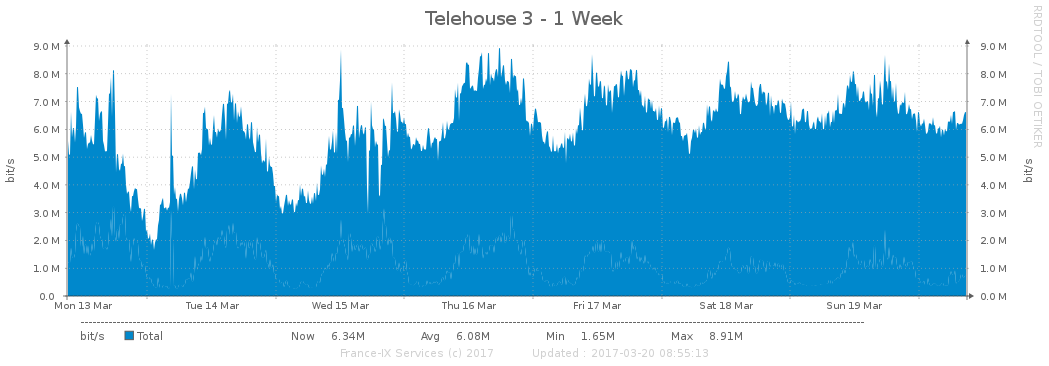 Telehouse 3 - 1 Week
RRDTOOL / TOBI OETIKER
bit/s
9.0 M
8.0 M
7.0 M
6.0 M
5.0 M
4.0 M
3.0 M
2.0 M
1.0 M
0.0
9.0 M
8.0 M
7.0 M
6.0 M
5.0 M
4.0 M
3.0 M
2.0 M
1.0 M
0.0 M
bit/s
Mon 13 Mar Tue 14 Mar Wed 15 Mar Thu 16 Mar Fri 17 Mar Sat 18 Mar Sun 19 Mar
bit/s Total Now 6.34M Avg 6.08M Min 1.65M Max 8.91M
France-IX Services (c) 2017 Updated : 2017-03-20 08:55:13